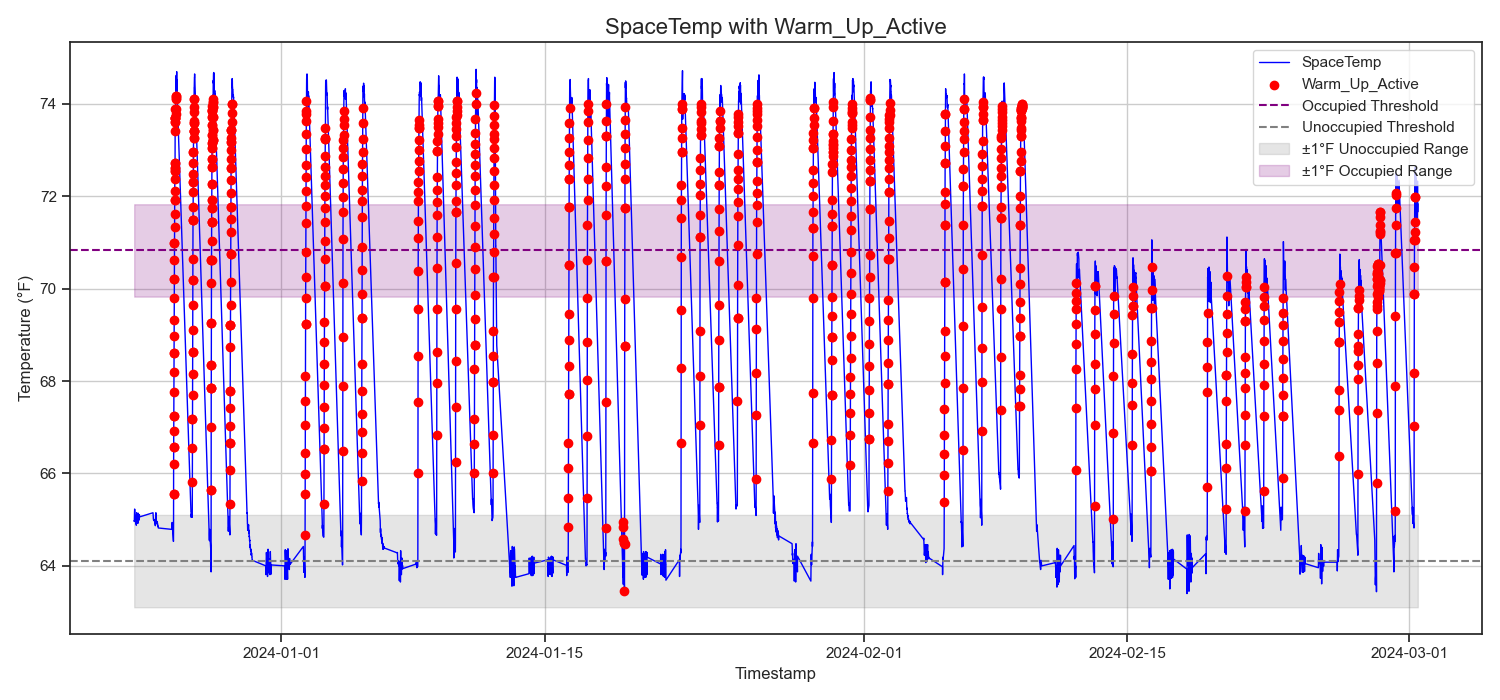 SpaceTemp with Warm_Up_Active
SpaceTemp
Warm_Up_Active
Occupied Threshold
Unoccupied Threshold
±1°F Unoccupied Range
±1°F Occupied Range
Temperature (°F)
74
72
70
68
66
64
2024-01-01
2024-01-15
2024-02-01
2024-02-15
2024-03-01
Timestamp